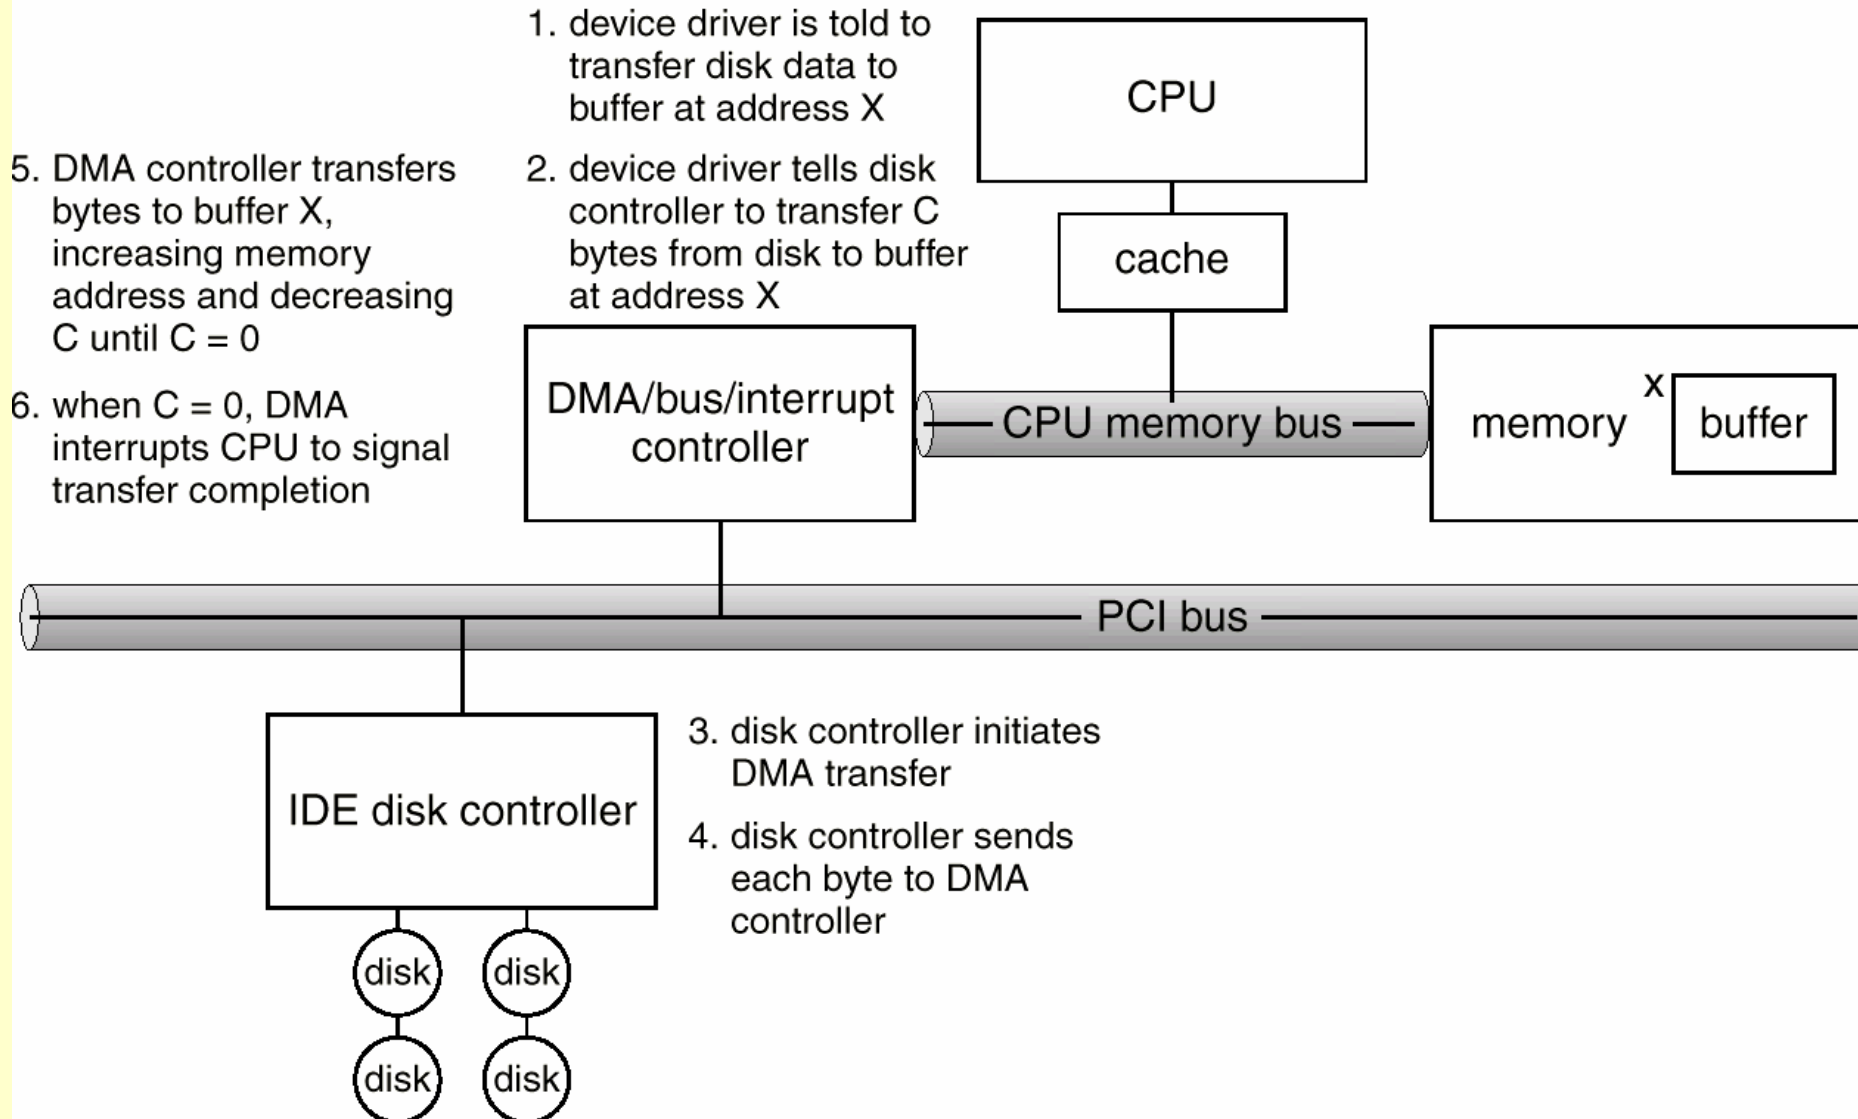 1. device driver is told to
transfer disk data to
buffer at address X
2. device driver tells disk
controller to transfer C
bytes from disk to buffer
at address X
5. DMA controller transfers
bytes to buffer X,
increasing memory
address and decreasing
C until C = 0
6. when C = 0, DMA
interrupts CPU to signal
transfer completion
CPU
cache
DMA/bus/interrupt
controller
CPU memory bus
memory
x
buffer
PCI bus
IDE disk controller
3. disk controller initiates
DMA transfer
4. disk controller sends
each byte to DMA
controller
disk
disk
disk
disk